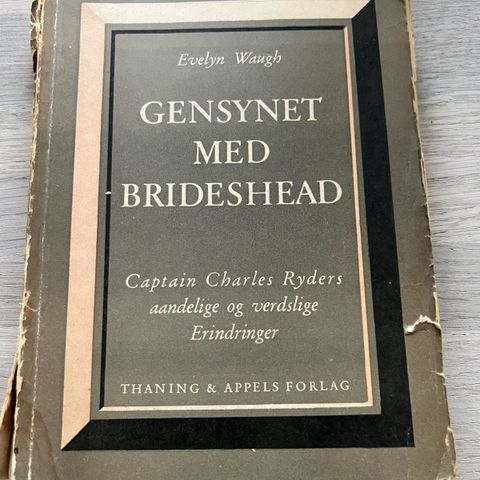 Evelyn Waugh
GENSYNET
MED
BRIDESHEAD
Captain Charles Ryders
aandelige og verdslige
Erindringer
THANING & APPELS FORLAG